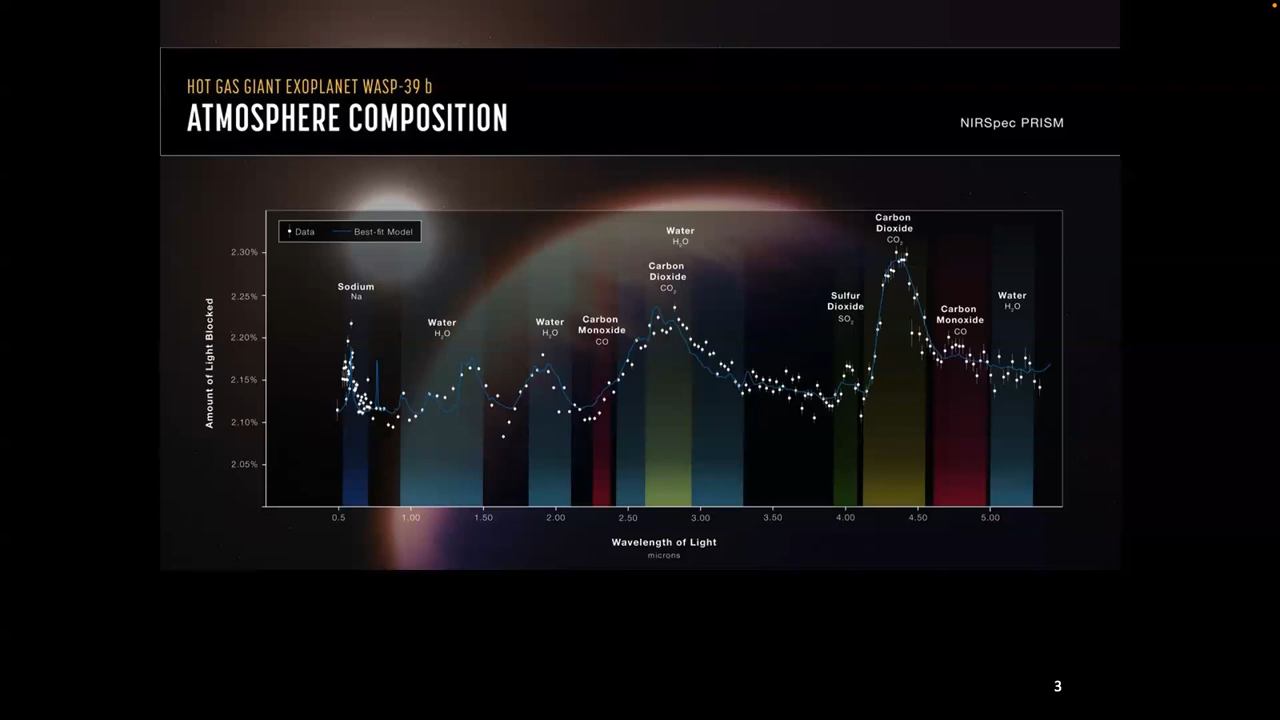 HOT GAS GIANT EXOPLANET WASP-39 b
ATMOSPHERE COMPOSITION
NIRSpec PRISM
Data
Best-fit Model
Sodium
Na
Water
H₂O
Water
H₂O
Carbon
Monoxide
CO
Water
H₂O
Carbon
Dioxide
CO₂
Sulfur
Dioxide
SO₂
Carbon
Dioxide
CO₂
Carbon
Monoxide
CO
Water
H₂O
Amount of Light Blocked
2.30%
2.25%
2.20%
2.15%
2.10%
2.05%
0.5
1.00
1.50
2.00
2.50
3.00
3.50
4.00
4.50
5.00
Wavelength of Light
microns
3